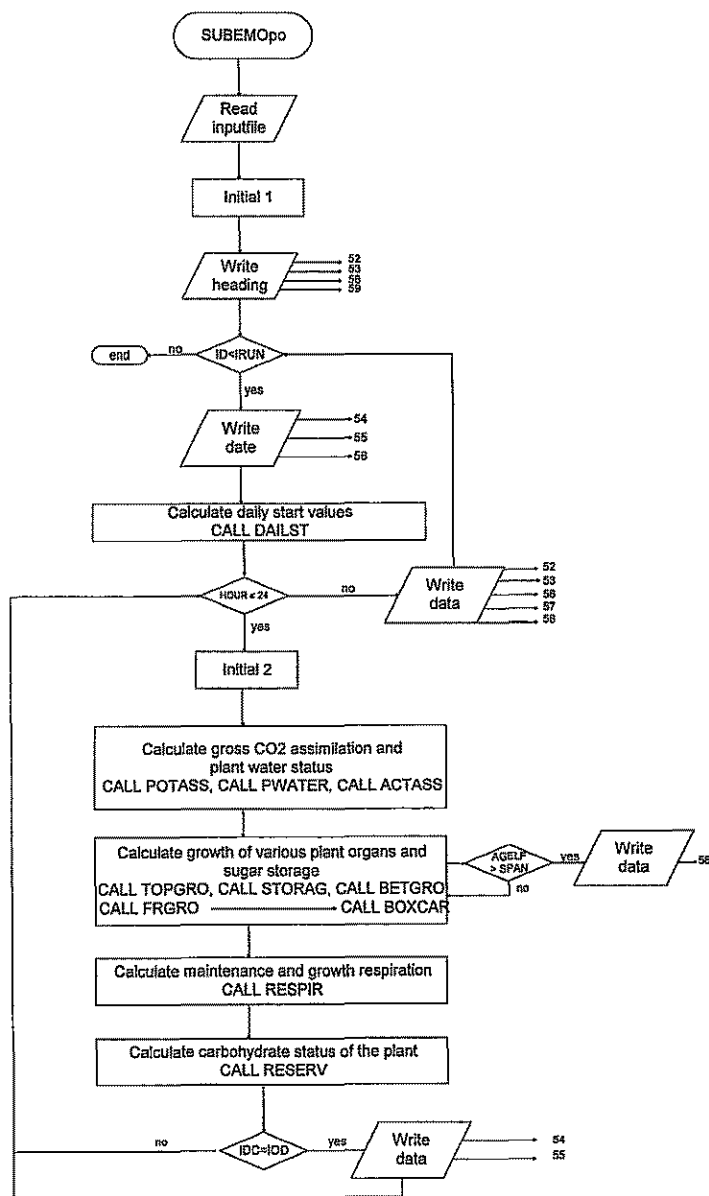 SUBEMOpo
Read
inputfile
Initial 1
Write
heading
52
53
58
59
end
no
ID<IRUN
yes
Write
date
54
55
56
Calculate daily start values
CALL DAILST
HOUR ≤ 24
no
Write
data
52
53
56
57
58
yes
Initial 2
Calculate gross CO2 assimilation and
plant water status
CALL POTASS, CALL PWATER, CALL ACTASS
Calculate growth of various plant organs and
sugar storage
CALL TOPGRO, CALL STORAG, CALL BETGRO
CALL FRGRO CALL BOXCAR
AGELF
> SPAN
yes
no
Write
data
Calculate maintenance and growth respiration
CALL RESPIR
Calculate carbohydrate status of the plant
CALL RESERV
no
IDC=IOD
yes
Write
data
54
55